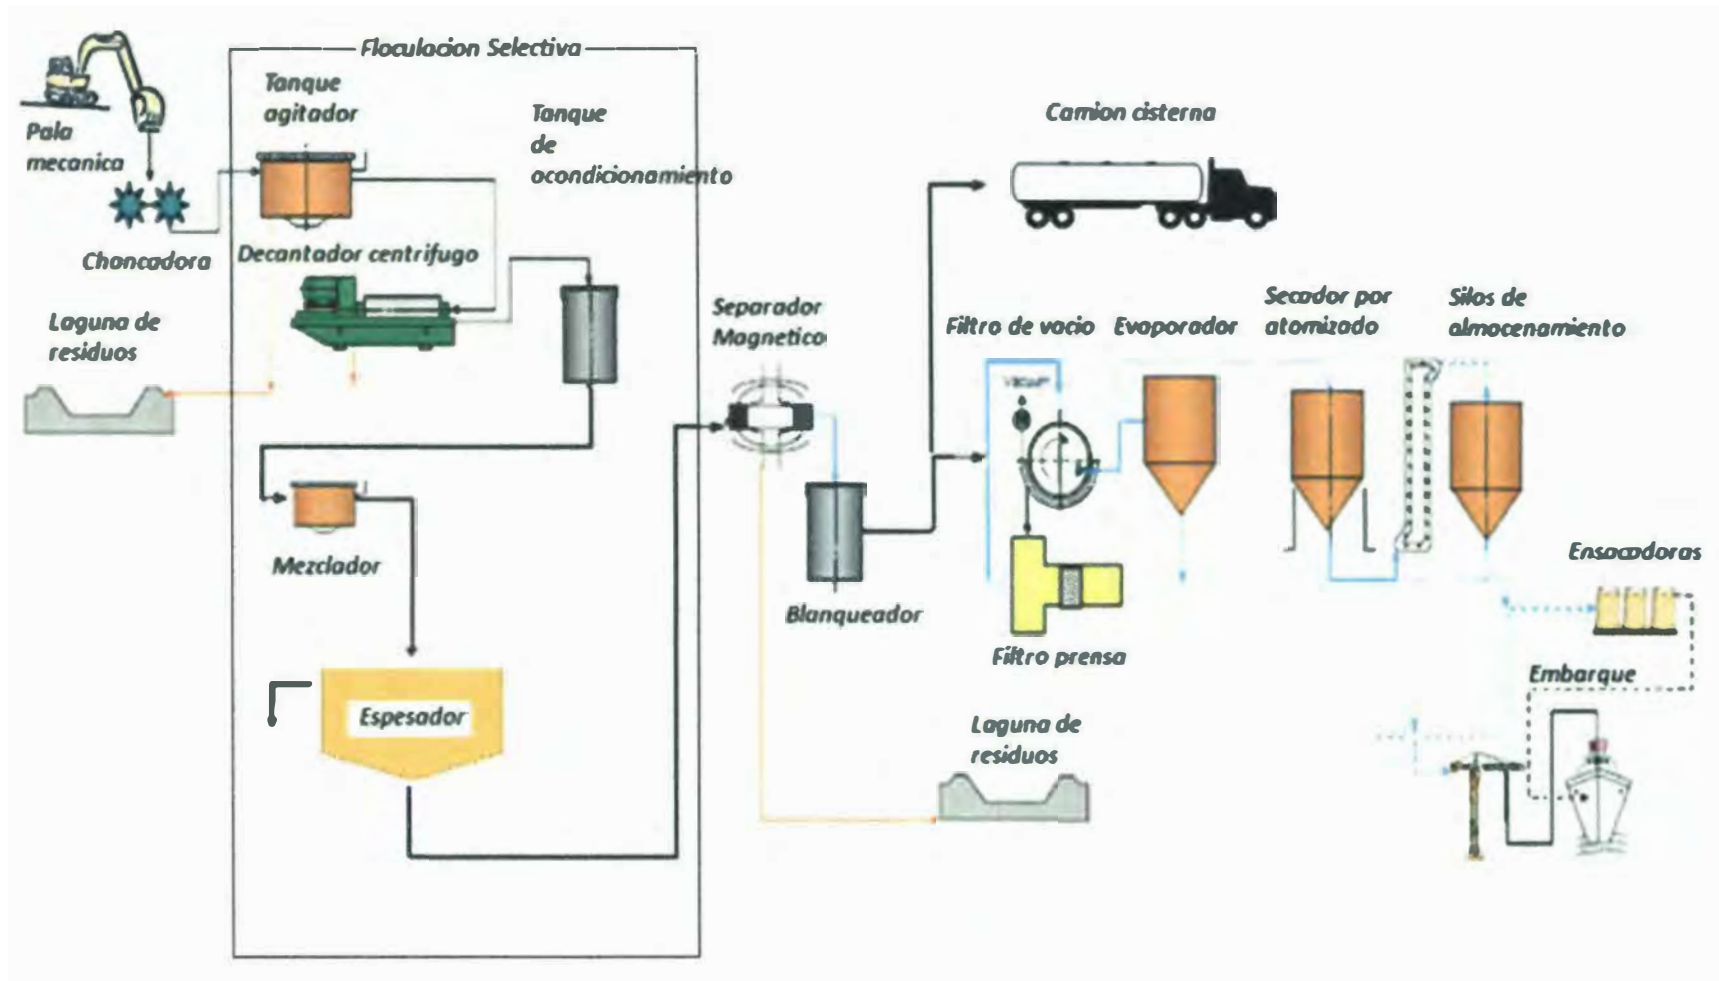 Floculacion Selectiva
Tanque
agitador
Tanque
de
acondicionamiento
Pala
mecanica
Chancadora
Decantador centrifugo
Laguna de
residuos
Mezclador
Espesador
Separador
Magnetico
Blanqueador
Camion cisterna
Filtro de vacio
Evaporador
Secador por
atomizado
Silos de
almacenamiento
Vacuum
Filtro prensa
Ensacadoras
Embarque
Laguna de
residuos